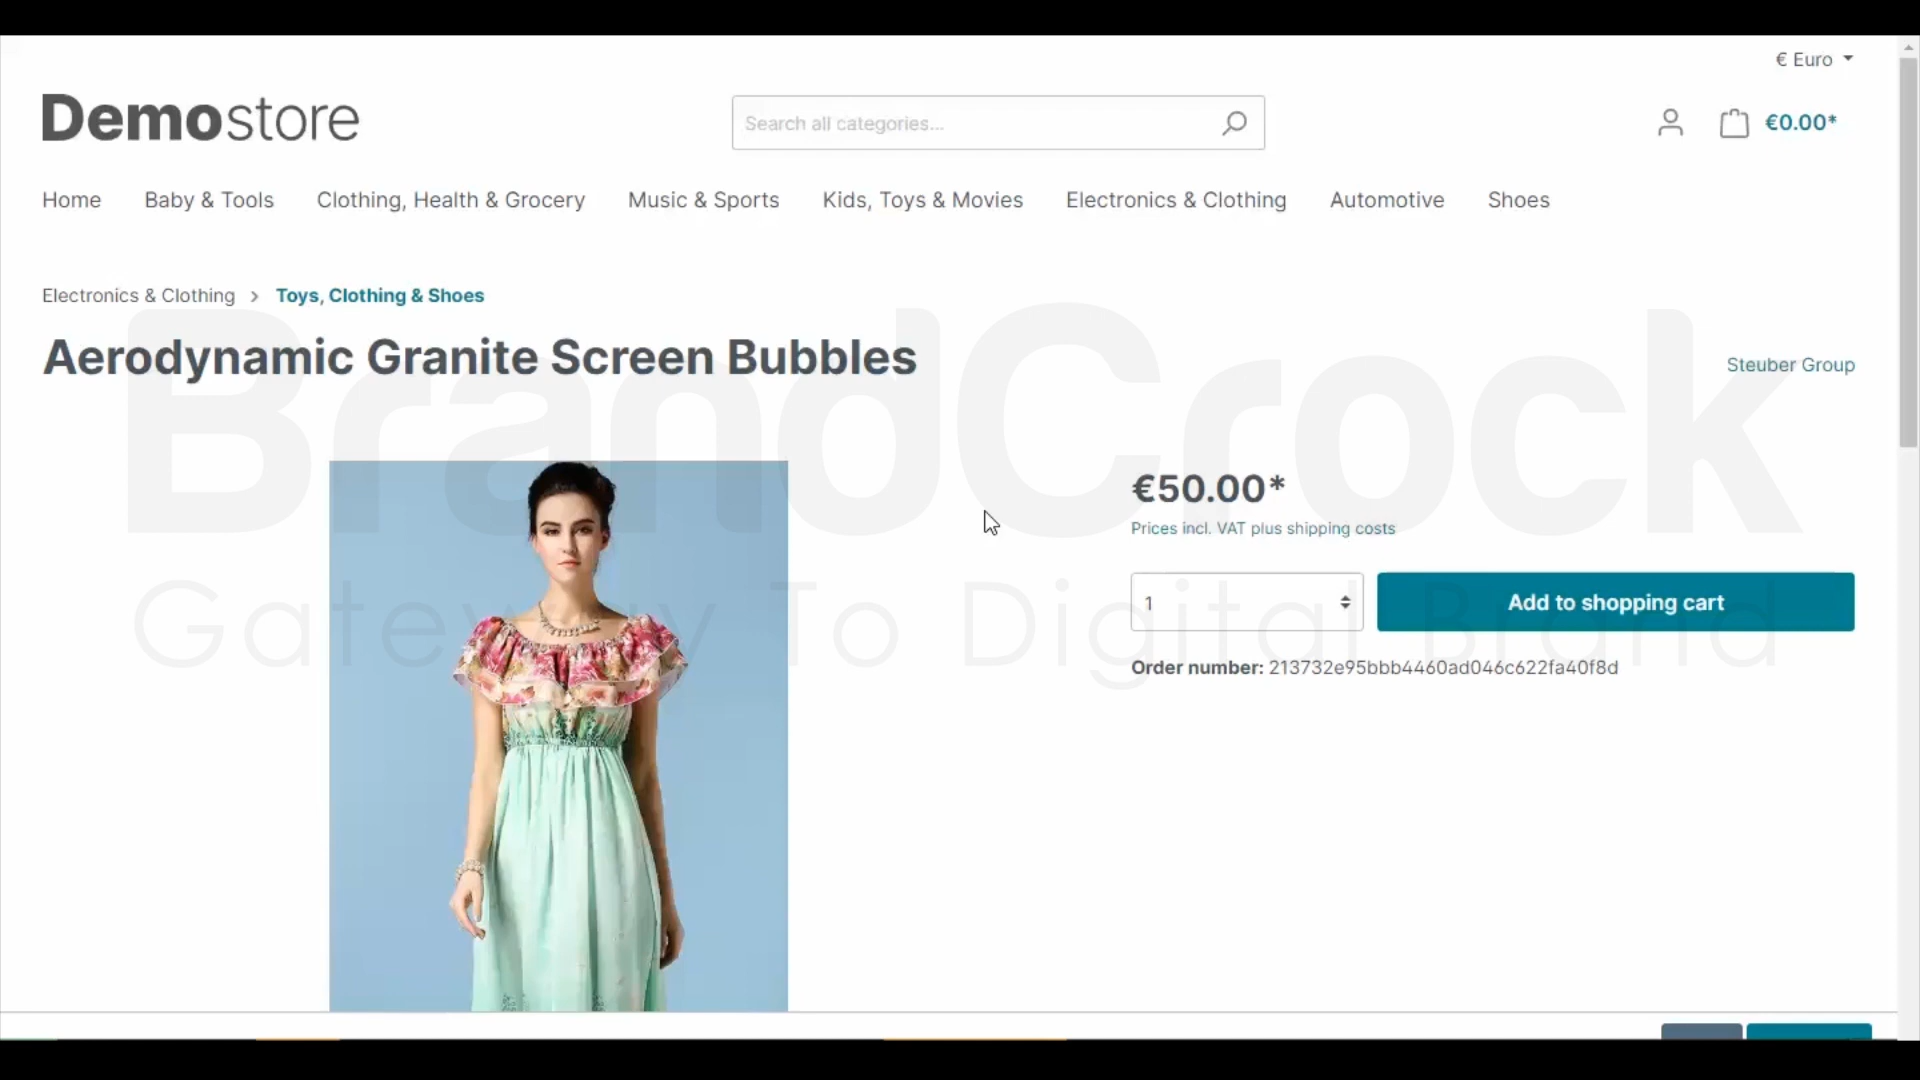 € Euro
Demostore
Search all categories...
€0.00*
Home Baby & Tools Clothing, Health & Grocery Music & Sports Kids, Toys & Movies Electronics & Clothing Automotive Shoes
Electronics & Clothing > Toys, Clothing & Shoes
Aerodynamic Granite Screen Bubbles
Steuber Group
BrandCrock
Gateway To Digital Brand
€50.00*
Prices incl. VAT plus shipping costs
1
Add to shopping cart
Order number: 213732e95bbb4460ad046c622fa40f8d